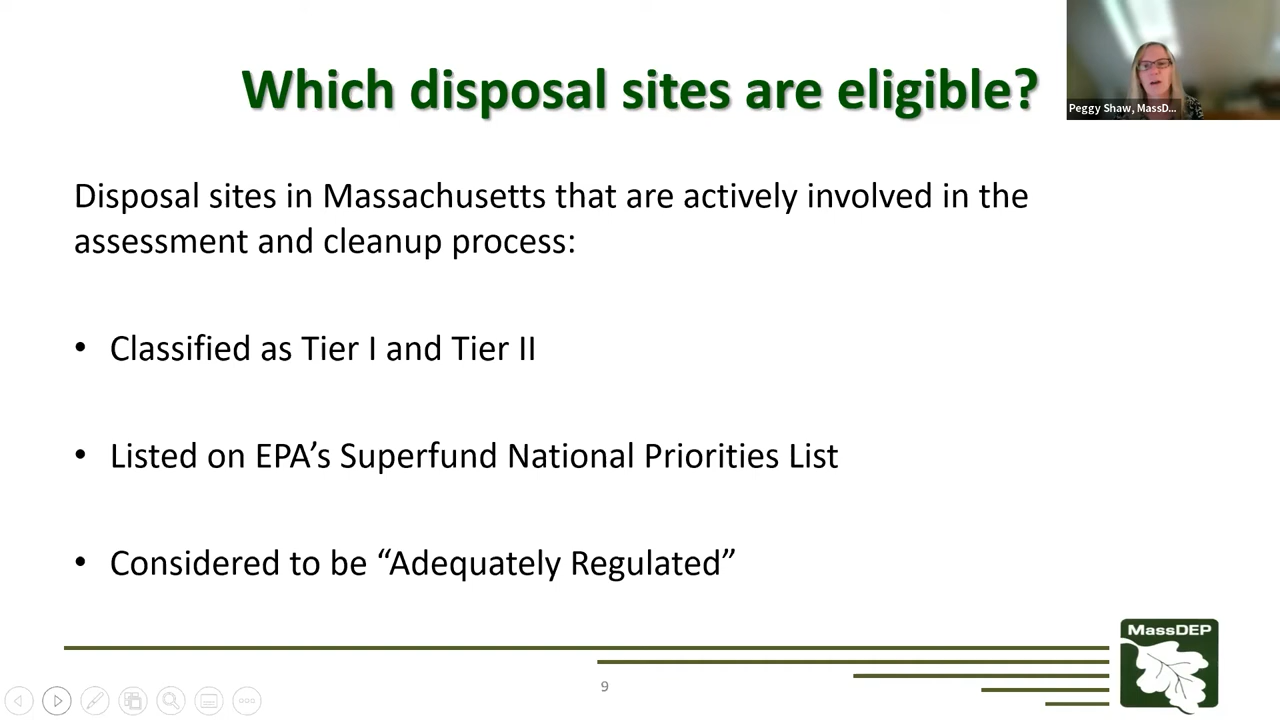 Which disposal sites are eligible?
Peggy Shaw, MassD...
Disposal sites in Massachusetts that are actively involved in the
assessment and cleanup process:
• Classified as Tier I and Tier II
• Listed on EPA’s Superfund National Priorities List
• Considered to be “Adequately Regulated”
MassDEP
9